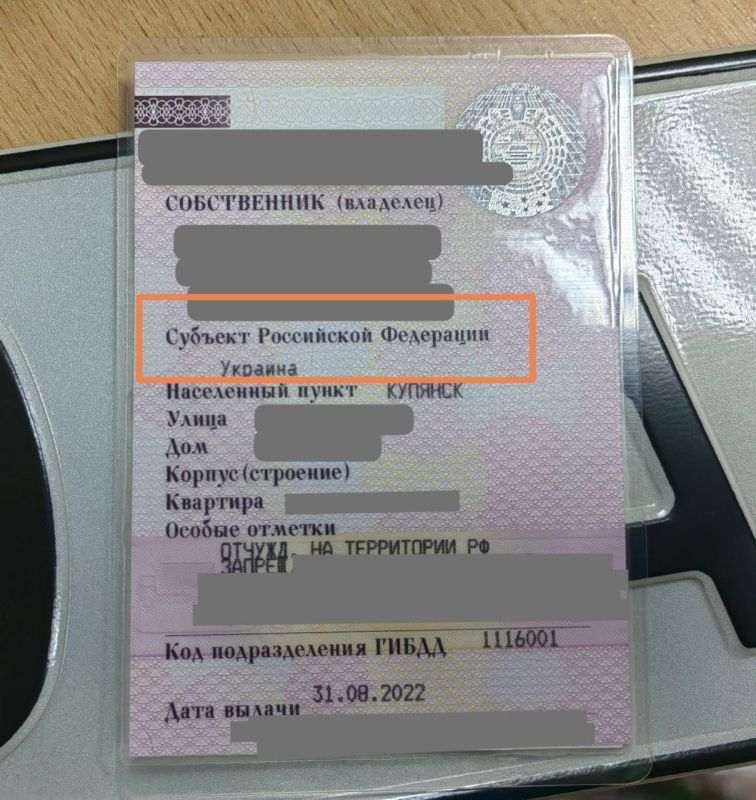 СОБСТВЕННИК (владелец)
Субъект Российской Федерации
Украина
Населенный пункт КУПЯНСК
Улица
Дом
Корпус(строение)
Квартира
Особые отметки
ОТЧУЖД. НА ТЕРРИТОРИИ РФ
ЗАПРЕЩ.
Код подразделения ГИБДД 1116001
Дата выдачи 31.08.2022